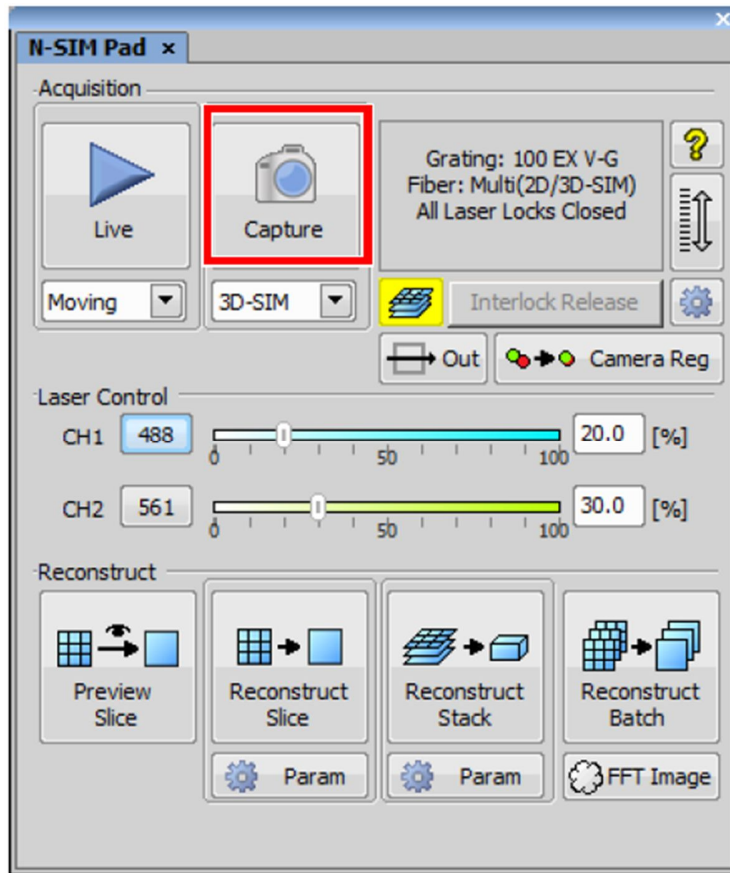 N-SIM Pad
Acquisition
Live
Capture
Grating: 100 EX V-G
Fiber: Multi(2D/3D-SIM)
All Laser Locks Closed
?
Moving
3D-SIM
Interlock Release
Out
Camera Reg
Laser Control
CH1 488 20.0 [%]
0 50 100
CH2 561 30.0 [%]
0 50 100
Reconstruct
Preview
Slice
Reconstruct
Slice
Reconstruct
Stack
Reconstruct
Batch
Param
Param
FFT Image